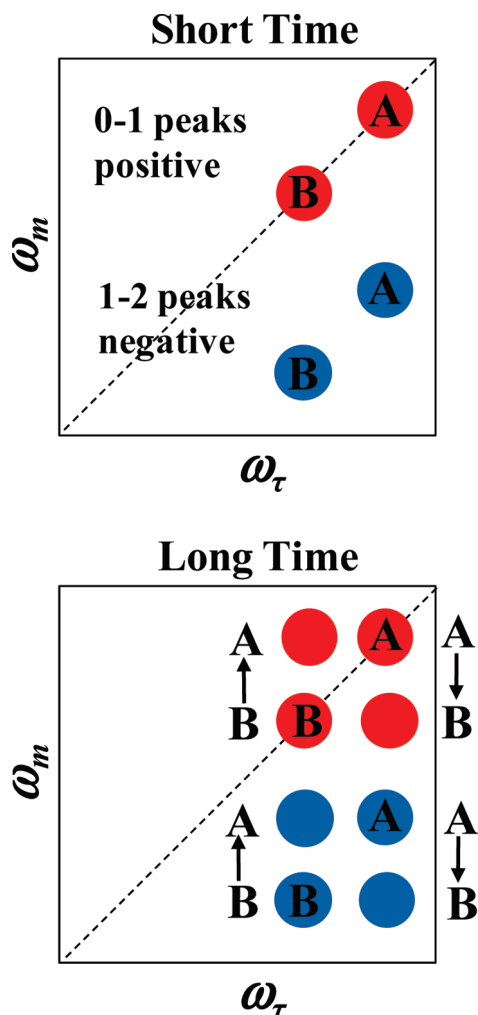 Short Time
0-1 peaks
positive
A
B
ω_m
1-2 peaks
negative
A
B
ω_τ
Long Time
A
A
A
B
B
B
ω_m
A
A
A
B
B
B
ω_τ